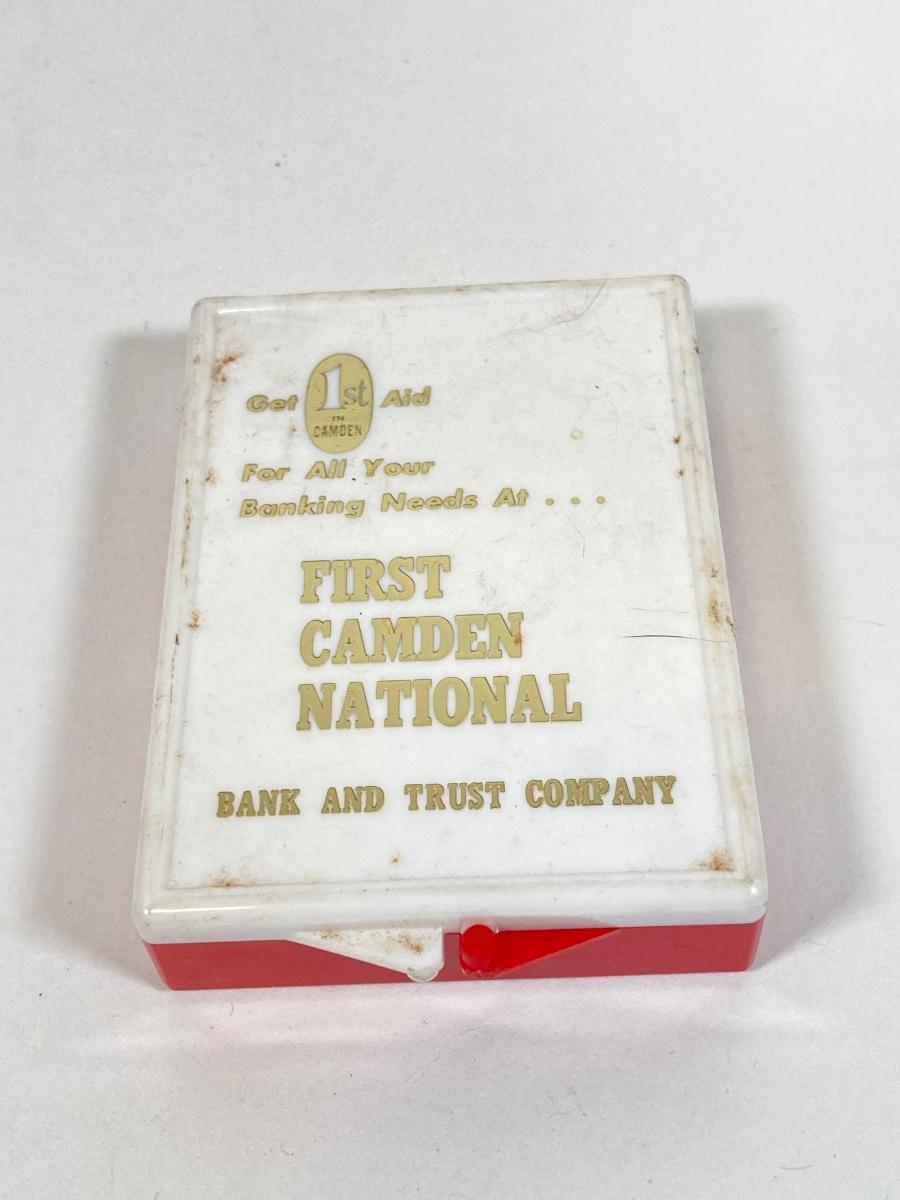 Get 1st Aid
IN
CAMDEN
For All Your
Banking Needs At . . .
FIRST
CAMDEN
NATIONAL
BANK AND TRUST COMPANY